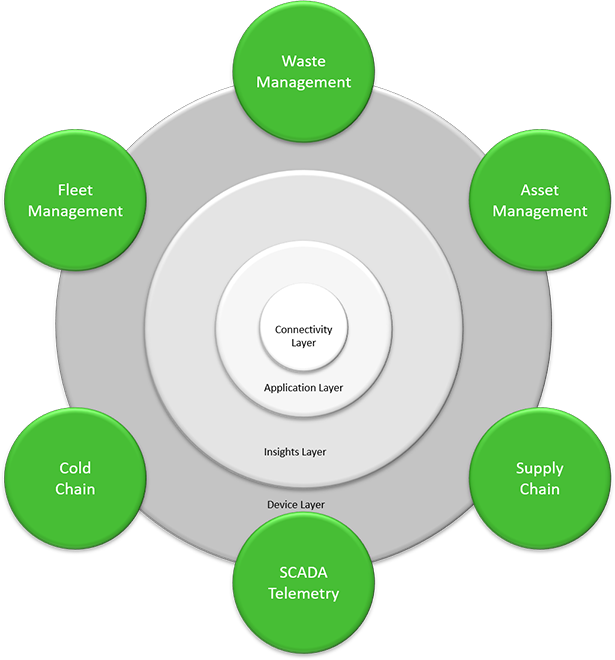 Waste
Management
Fleet
Management
Asset
Management
Connectivity
Layer
Application Layer
Insights Layer
Cold
Chain
Supply
Chain
Device Layer
SCADA
Telemetry